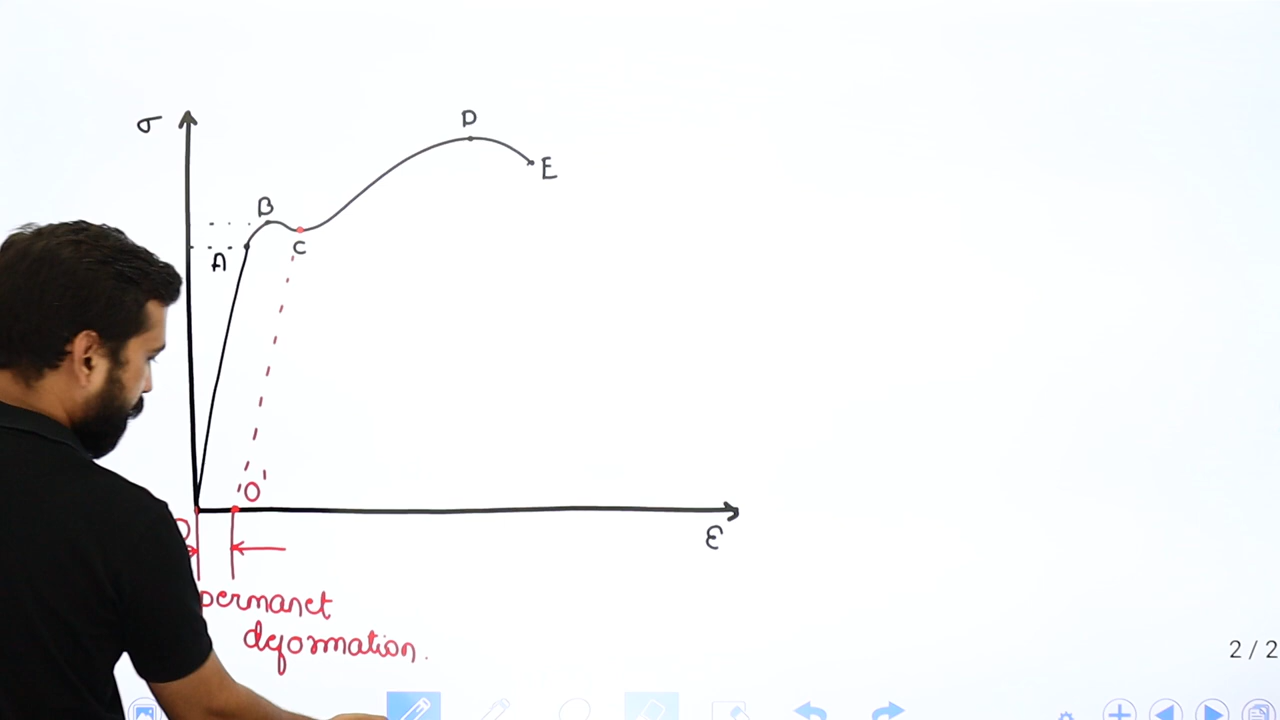 σ
D
E
B
A
C
O'
O
ε
permanet
deformation.
2 / 2